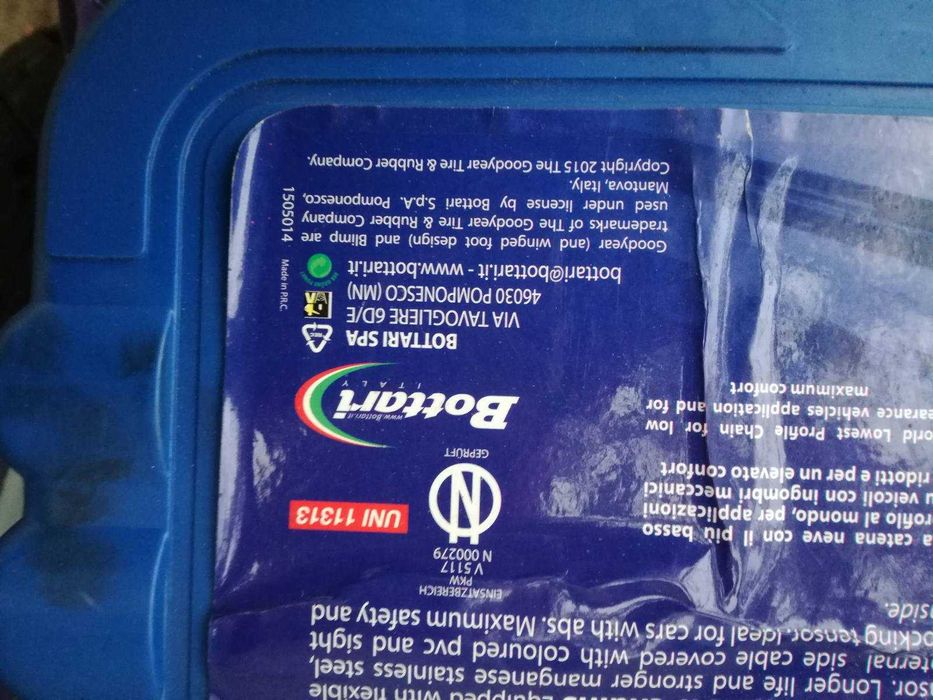 equipped with flexible
sor. Longer life and stronger manganese stainless steel,
ternal side cable covered with coloured pvc and sight
ocking tensor. Ideal for cars with abs. Maximum safety and
side.
EINSATZBEREICH
PKW
V 5117
N 000279
UNI 11313
GEPRÜFT
a catena neve con il più basso
profilo al mondo, per applicazioni
u veicoli con ingombri meccanici
ridotti e per un elevato confort
orld Lowest Profile Chain for low
earance vehicles application and for
maximum confort
www.Bottari.it
Bottari
ITALY
BOTTARI SPA
VIA TAVOGLIERE 6D/E
46030 POMPONESCO (MN)
bottari@bottari.it - www.bottari.it
Goodyear (and winged foot design) and Blimp are
trademarks of The Goodyear Tire & Rubber Company
used under license by Bottari S.p.A. Pomponesco,
Mantova, Italy.
Copyright 2015 The Goodyear Tire & Rubber Company.
Made in P.R.C.
1505014